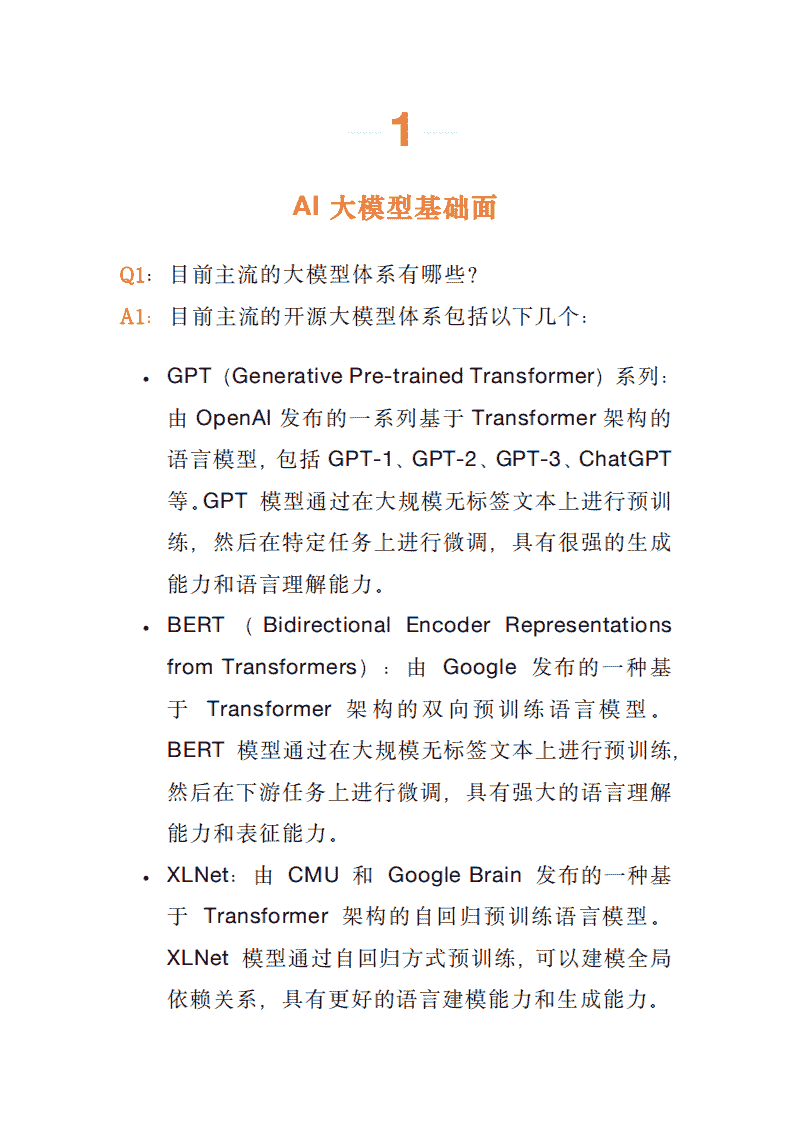 1
AI 大模型基础面
Q1：目前主流的大模型体系有哪些？
A1：目前主流的开源大模型体系包括以下几个：
• GPT（Generative Pre-trained Transformer）系列：
由 OpenAI 发布的一系列基于 Transformer 架构的
语言模型，包括 GPT-1、GPT-2、GPT-3、ChatGPT
等。GPT 模型通过在大规模无标签文本上进行预训
练，然后在特定任务上进行微调，具有很强的生成
能力和语言理解能力。
• BERT（Bidirectional Encoder Representations
from Transformers）：由 Google 发布的一种基
于 Transformer 架构的双向预训练语言模型。
BERT 模型通过在大规模无标签文本上进行预训练，
然后在下游任务上进行微调，具有强大的语言理解
能力和表征能力。
• XLNet：由 CMU 和 Google Brain 发布的一种基
于 Transformer 架构的自回归预训练语言模型。
XLNet 模型通过自回归方式预训练，可以建模全局
依赖关系，具有更好的语言建模能力和生成能力。